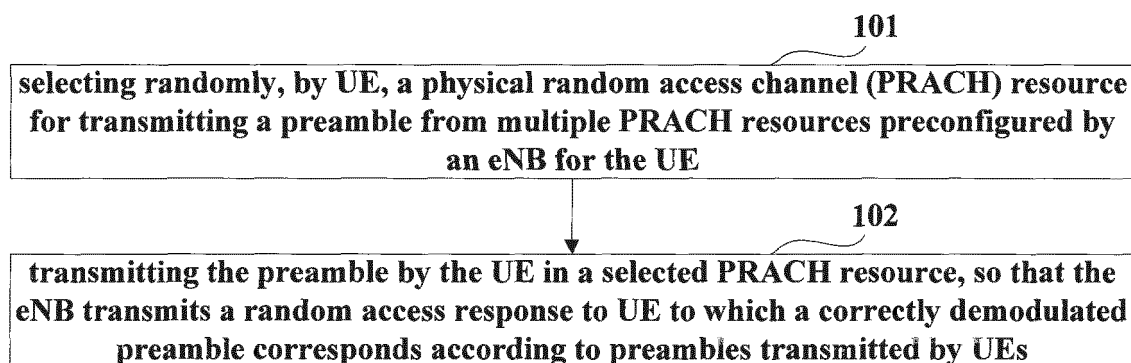 101
selecting randomly, by UE, a physical random access channel (PRACH) resource
for transmitting a preamble from multiple PRACH resources preconfigured by
an eNB for the UE
102
transmitting the preamble by the UE in a selected PRACH resource, so that the
eNB transmits a random access response to UE to which a correctly demodulated
preamble corresponds according to preambles transmitted by UEs